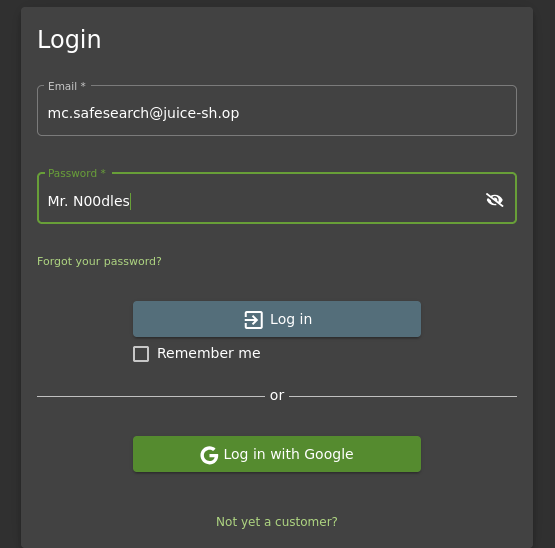 Login
Email *
mc.safesearch@juice-sh.op
Password *
Mr. N00dles
Forgot your password?
Log in
Remember me
or
Log in with Google
Not yet a customer?